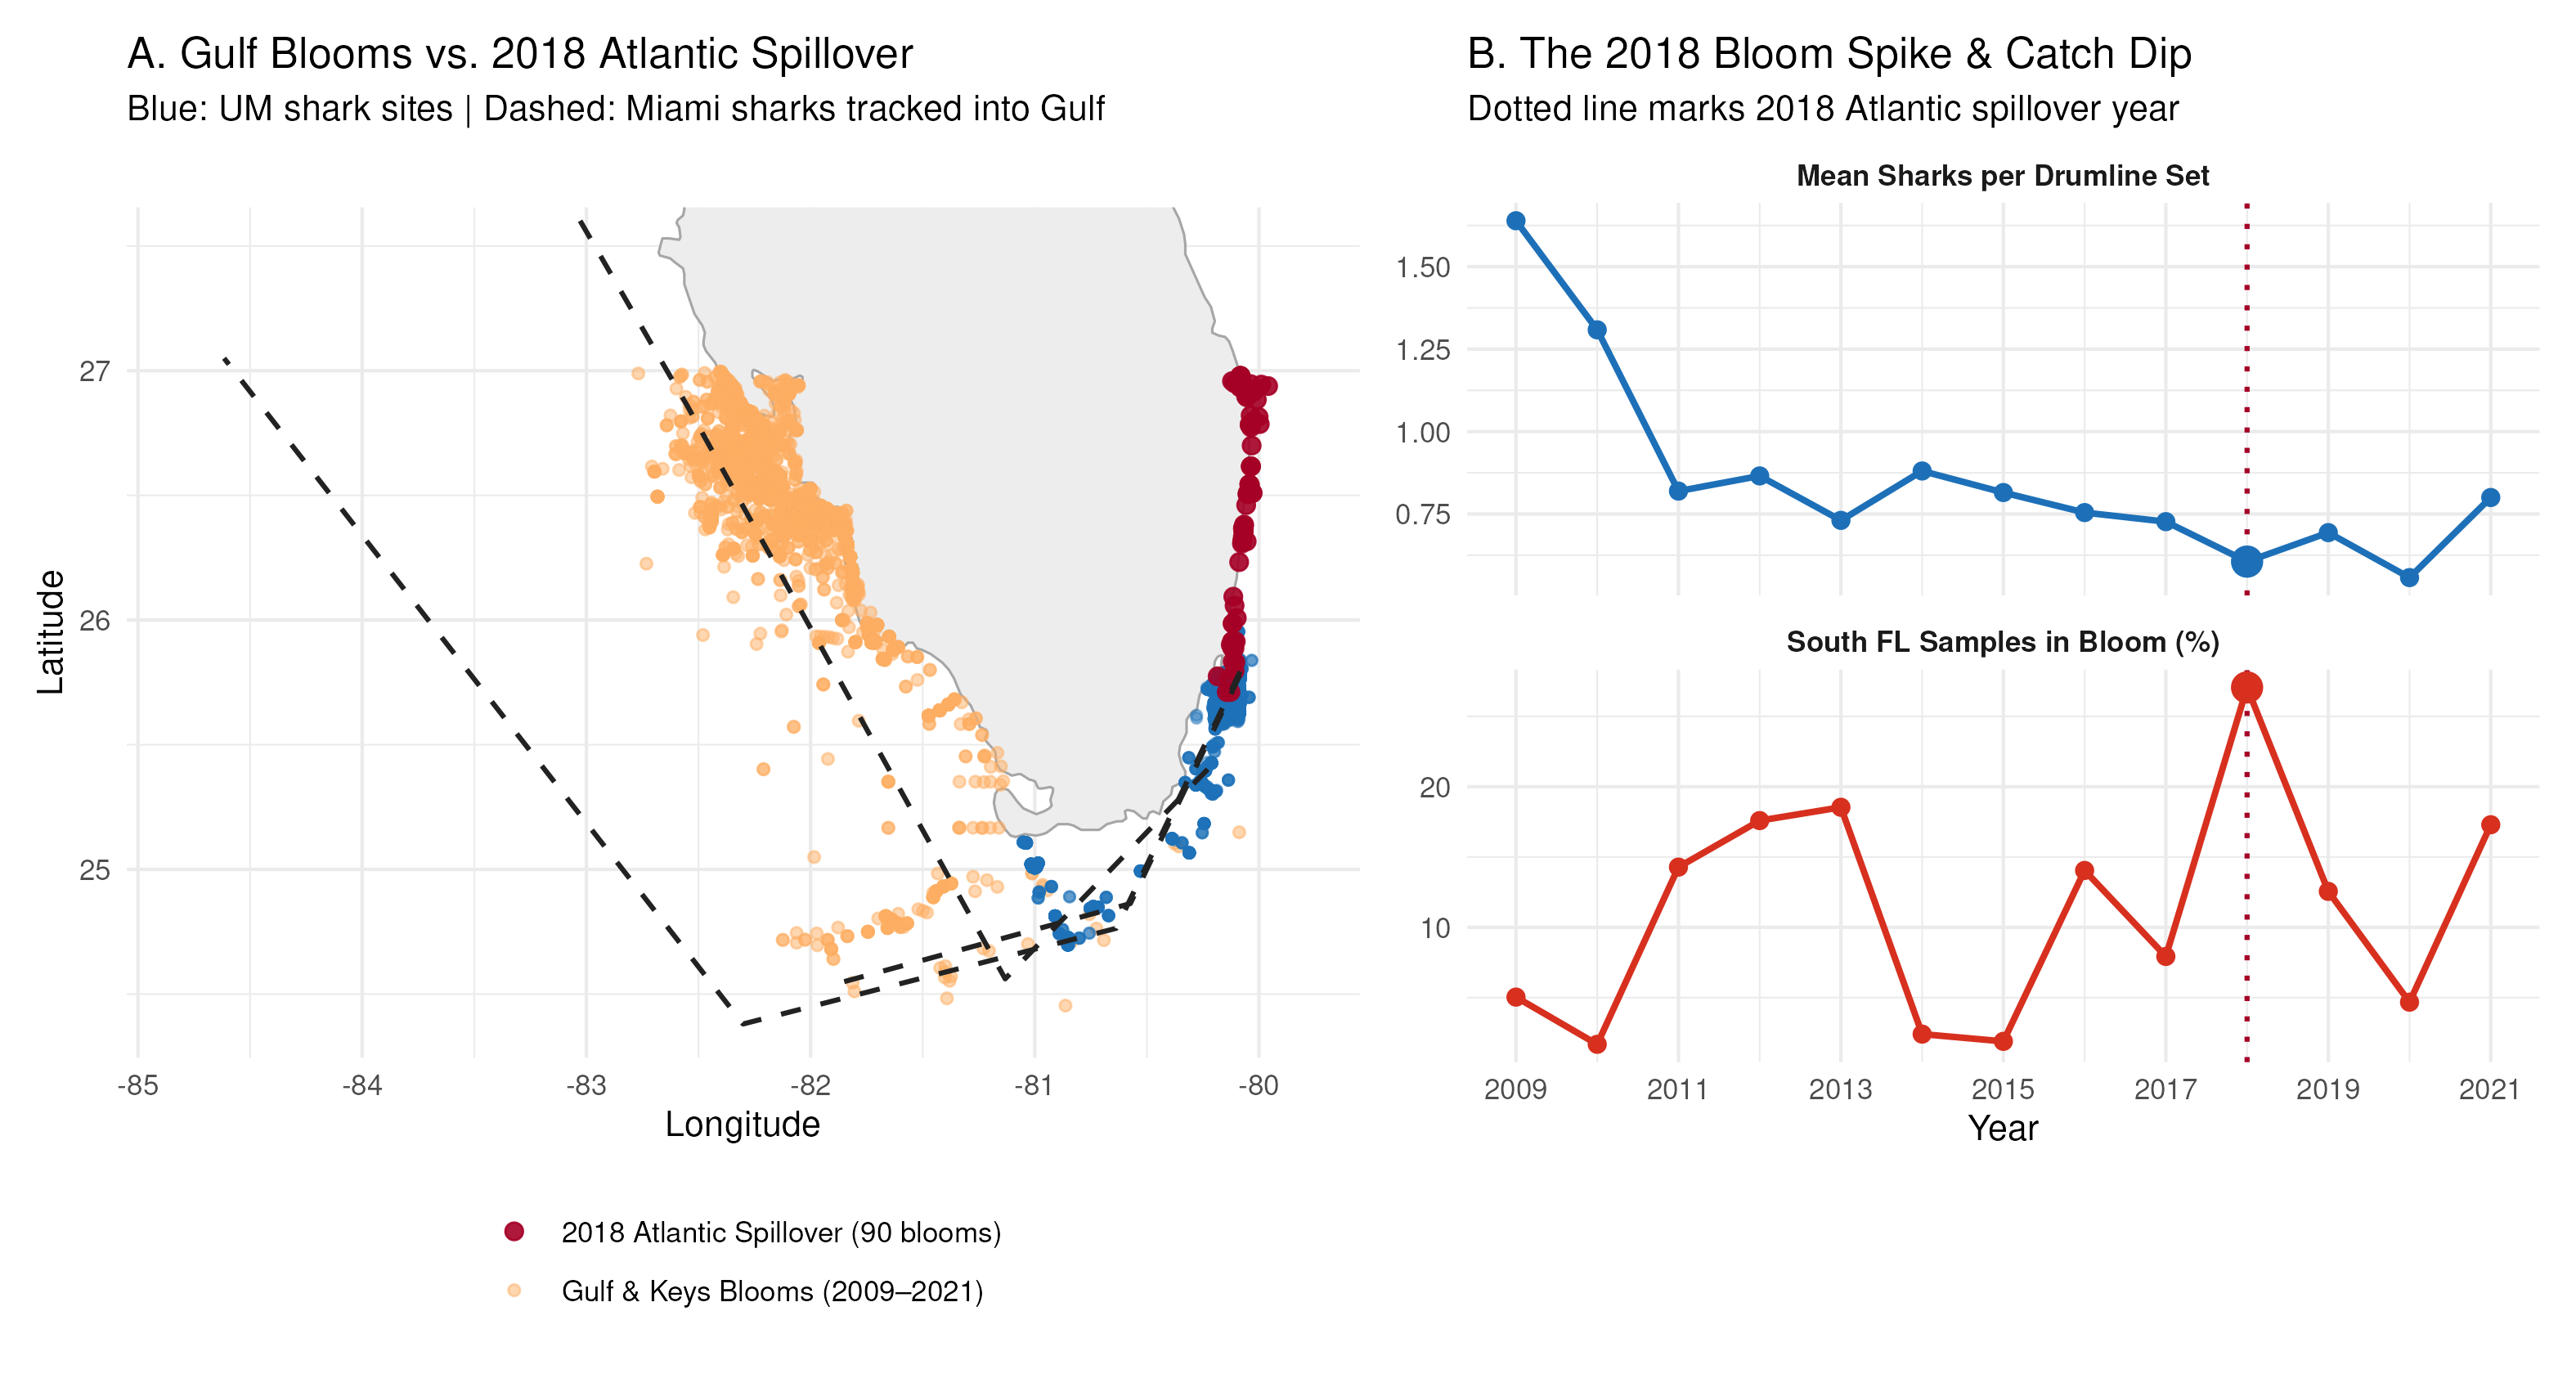 A. Gulf Blooms vs. 2018 Atlantic Spillover
Blue: UM shark sites | Dashed: Miami sharks tracked into Gulf
27
26
25
Latitude
-85
-84
-83
-82
-81
-80
Longitude
2018 Atlantic Spillover (90 blooms)
Gulf & Keys Blooms (2009–2021)
B. The 2018 Bloom Spike & Catch Dip
Dotted line marks 2018 Atlantic spillover year
Mean Sharks per Drumline Set
1.50
1.25
1.00
0.75
South FL Samples in Bloom (%)
20
10
2009
2011
2013
2015
2017
2019
2021
Year